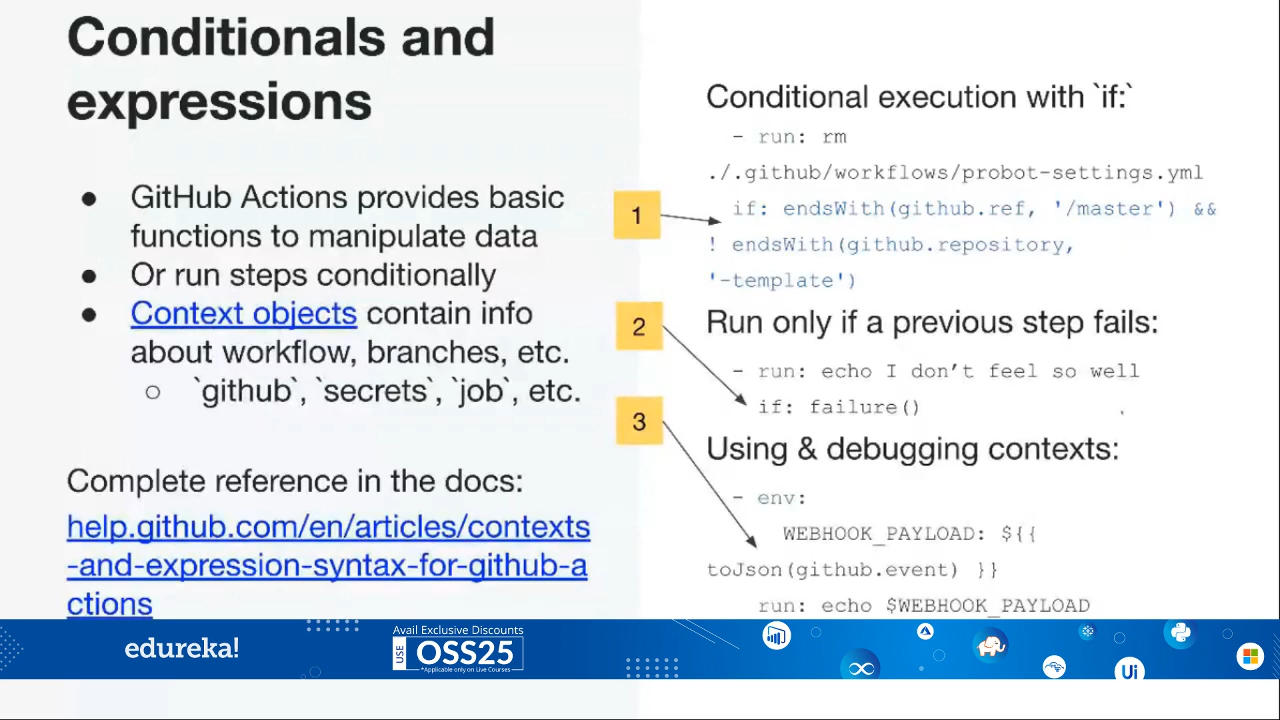 Conditionals and
expressions
● GitHub Actions provides basic
functions to manipulate data
● Or run steps conditionally
● Context objects contain info
about workflow, branches, etc.
○ `github`, `secrets`, `job`, etc.
Complete reference in the docs:
help.github.com/en/articles/contexts
-and-expression-syntax-for-github-a
ctions
Conditional execution with `if:`
- run: rm
./.github/workflows/probot-settings.yml
1
if: endsWith(github.ref, '/master') &&
! endsWith(github.repository,
'-template')
2
Run only if a previous step fails:
- run: echo I don’t feel so well
if: failure()
3
Using & debugging contexts:
- env:
WEBHOOK_PAYLOAD: ${{
toJson(github.event) }}
run: echo $WEBHOOK_PAYLOAD
edureka!
Avail Exclusive Discounts
USE
OSS25
*Applicable only on Live Courses
Ui